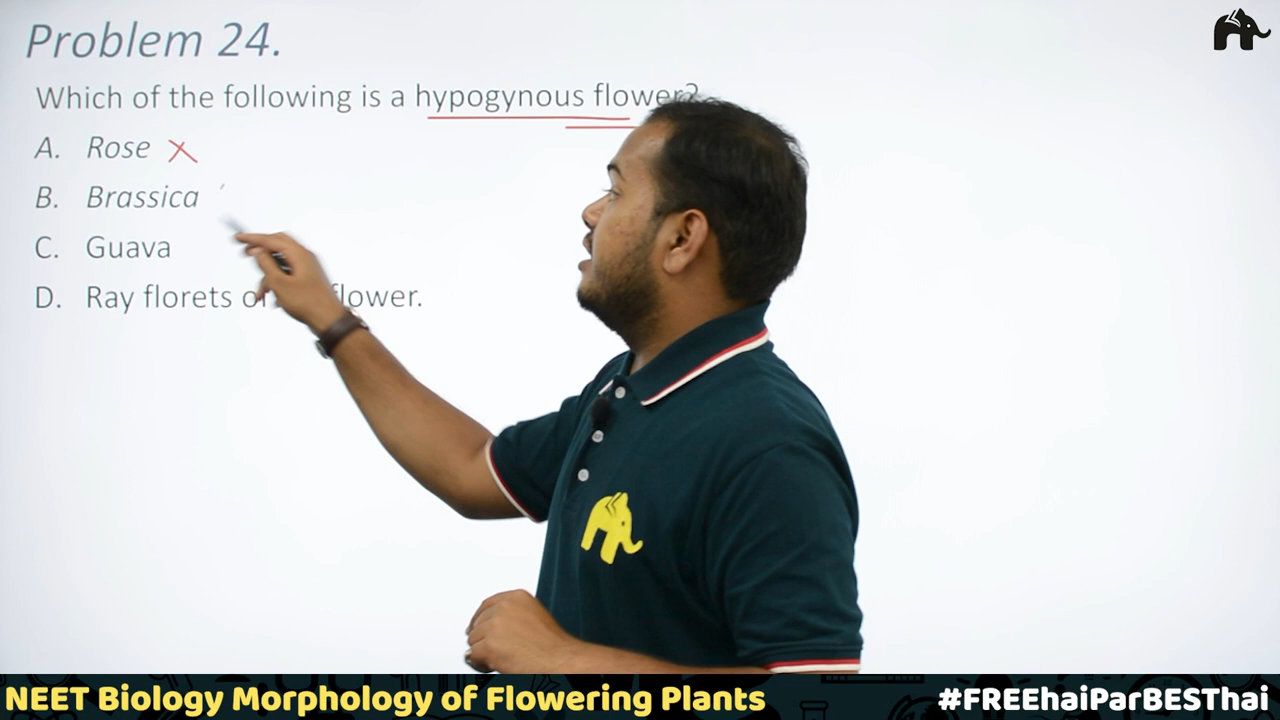 Problem 24.
Which of the following is a hypogynous flower?
A. Rose
B. Brassica
C. Guava
D. Ray florets flower.
NEET Biology Morphology of Flowering Plants
#FREEhaiParBESThai